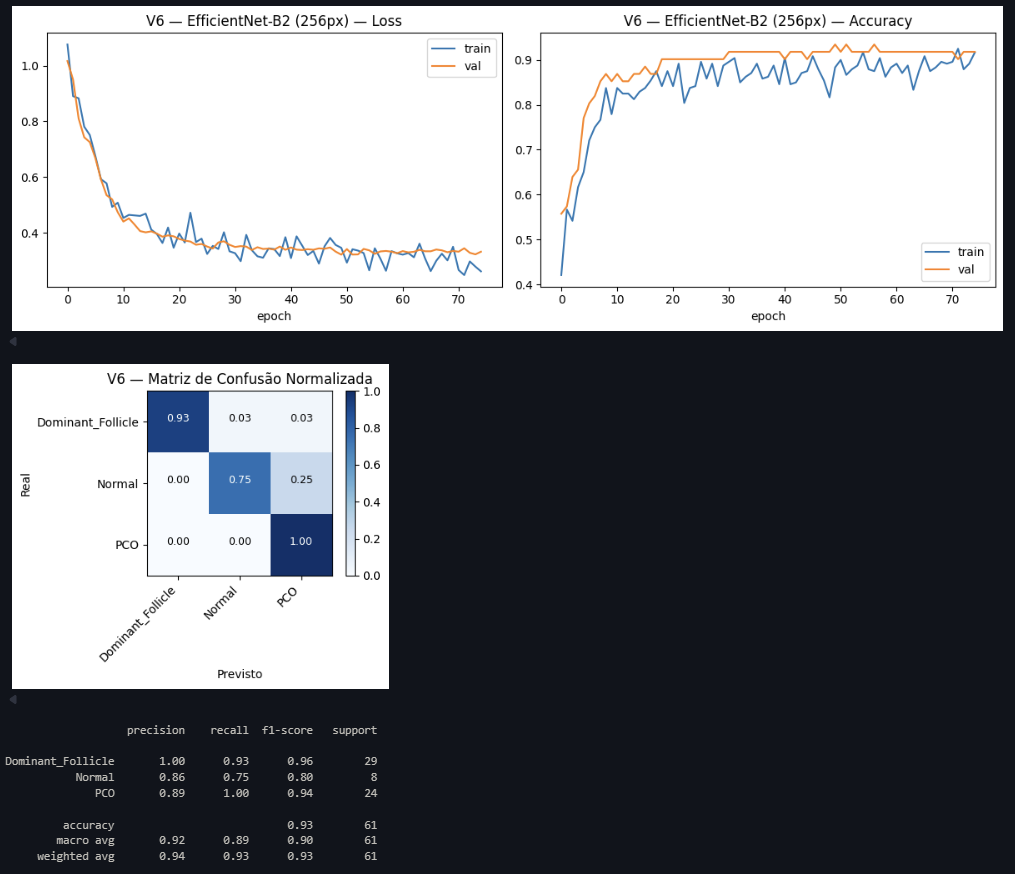 V6 — EfficientNet-B2 (256px) — Loss
train
val
1.0
0.8
0.6
0.4
0 10 20 30 40 50 60 70
epoch
V6 — EfficientNet-B2 (256px) — Accuracy
0.9
0.8
0.7
0.6
0.5
0.4
train
val
0 10 20 30 40 50 60 70
epoch
V6 — Matriz de Confusão Normalizada
Real
Dominant_Follicle 0.93 0.03 0.03
Normal 0.00 0.75 0.25
PCO 0.00 0.00 1.00
1.0
0.8
0.6
0.4
0.2
0.0
Dominant_Follicle
Normal
PCO
Previsto
precision recall f1-score support
Dominant_Follicle 1.00 0.93 0.96 29
Normal 0.86 0.75 0.80 8
PCO 0.89 1.00 0.94 24
accuracy 0.93 61
macro avg 0.92 0.89 0.90 61
weighted avg 0.94 0.93 0.93 61